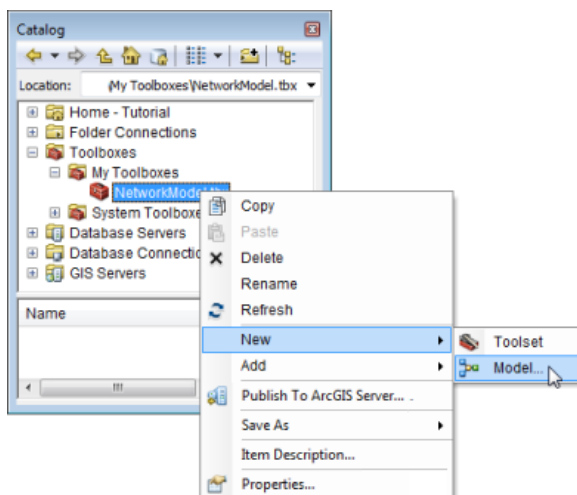 Catalog
Location: My Toolboxes\NetworkModel.tbx
Home - Tutorial
Folder Connections
Toolboxes
My Toolboxes
NetworkModel.tbx
System Toolboxe
Database Servers
Database Connectio
GIS Servers
Name
Copy
Paste
Delete
Rename
Refresh
New
Add
Publish To ArcGIS Server... .
Save As
Item Description...
Properties...
Toolset
Model...